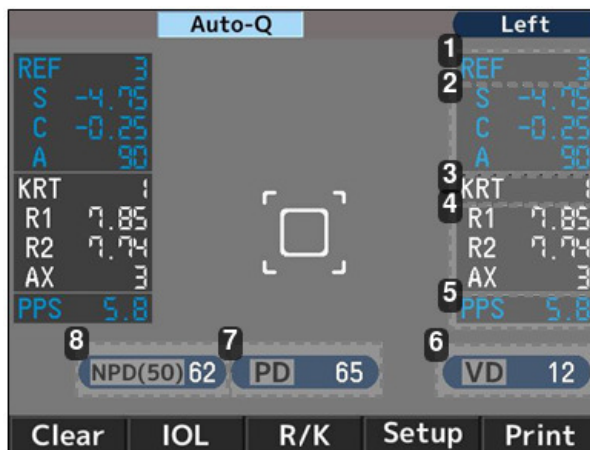 Auto-Q Left
REF 3
S -4.75
C -0.25
A 90
KRT 1
R1 7.85
R2 7.74
AX 3
PPS 5.8
1
REF 3
2
S -4.75
C -0.25
A 90
3
KRT 1
4
R1 7.85
R2 7.74
AX 3
5
PPS 5.8
8 7 6
NPD(50) 62 PD 65 VD 12
Clear IOL R/K Setup Print